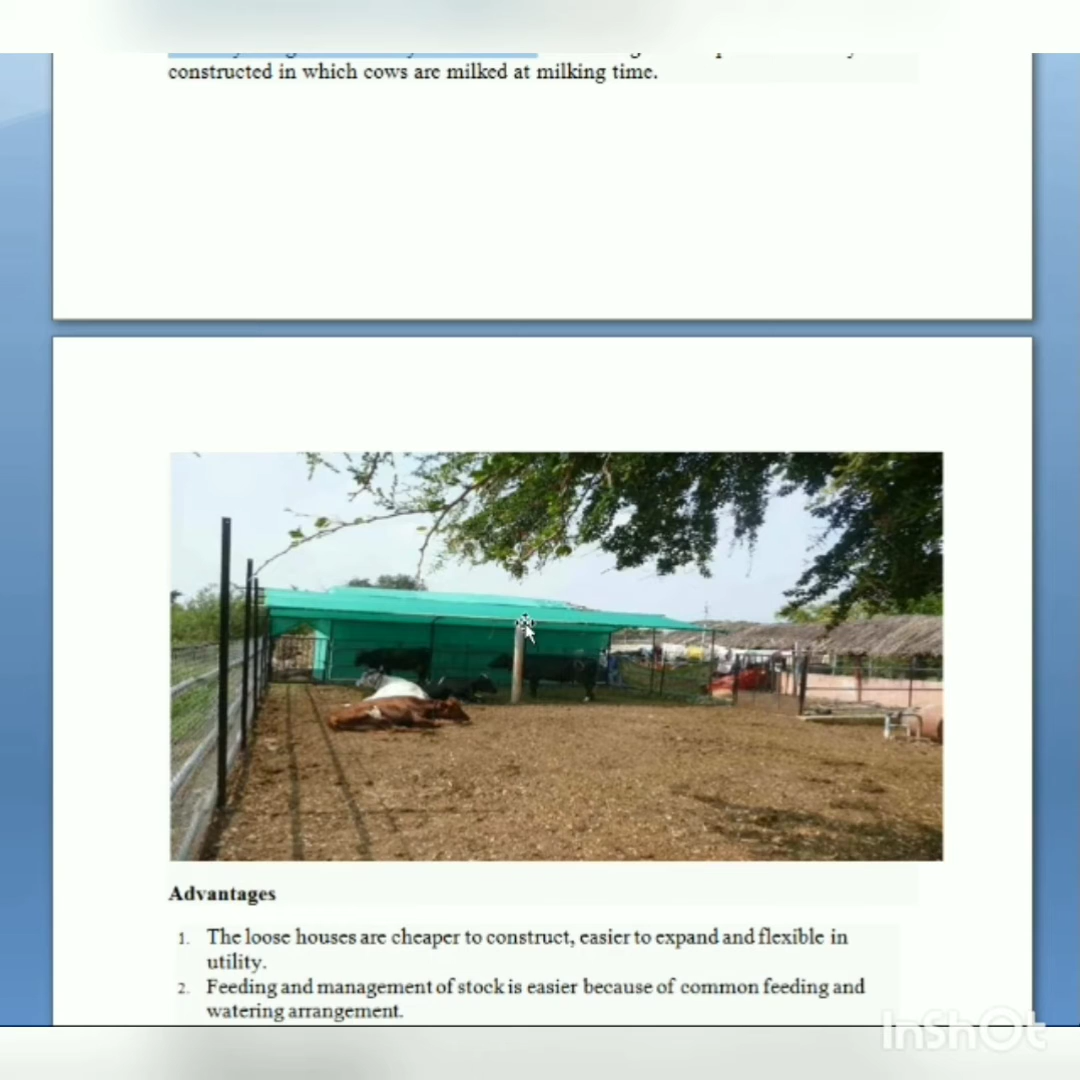 constructed in which cows are milked at milking time.
Advantages
1. The loose houses are cheaper to construct, easier to expand and flexible in
utility.
2. Feeding and management of stock is easier because of common feeding and
watering arrangement.
InShOt